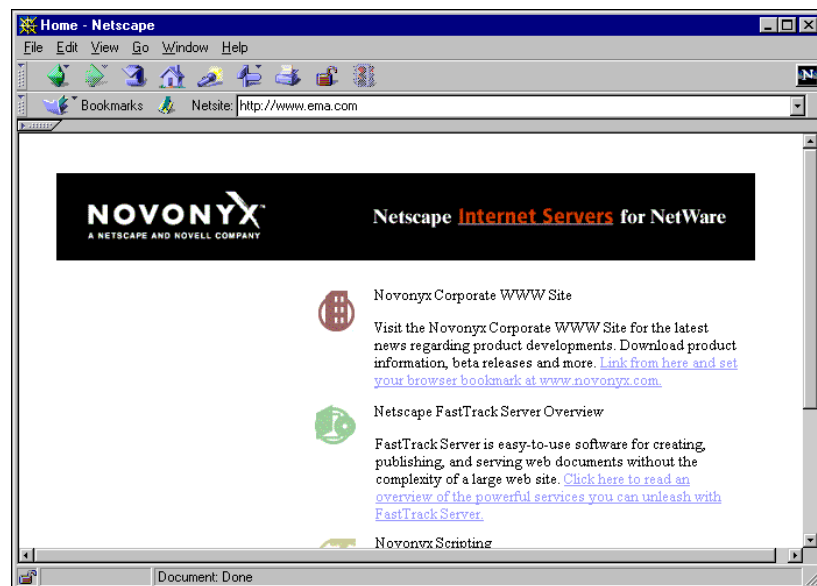 Home - Netscape
File Edit View Go Window Help
N
Bookmarks Netsite: http://www.ema.com
NOVONYX™
A NETSCAPE AND NOVELL COMPANY
Netscape Internet Servers for NetWare
Novonyx Corporate WWW Site
Visit the Novonyx Corporate WWW Site for the latest
news regarding product developments. Download product
information, beta releases and more. Link from here and set
your browser bookmark at www.novonyx.com.
Netscape FastTrack Server Overview
FastTrack Server is easy-to-use software for creating,
publishing, and serving web documents without the
complexity of a large web site. Click here to read an
overview of the powerful services you can unleash with
FastTrack Server.
Novonyx Scripting
Document: Done